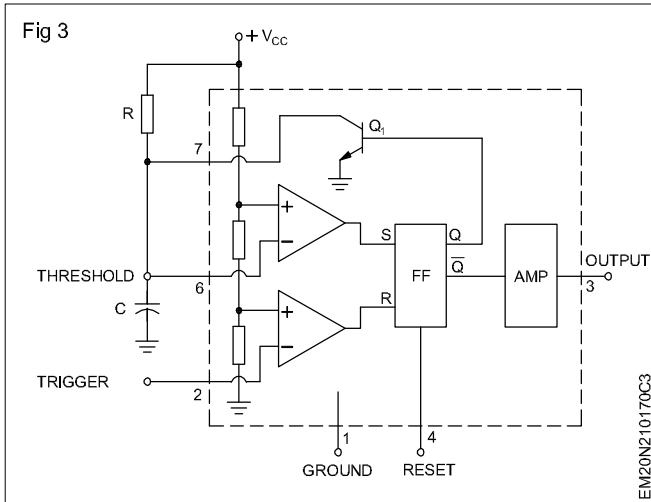 Fig 3
+ VCC
R
7
Q1
+
−
S
Q
THRESHOLD
6
FF
Q̅
AMP
OUTPUT
3
C
R
+
−
TRIGGER
2
1
4
GROUND
RESET
EM20N210170C3